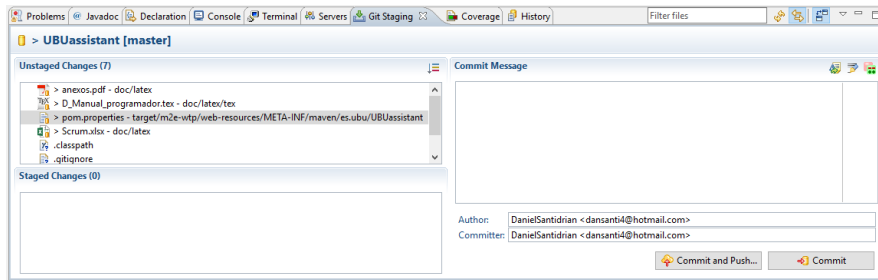 Problems @ Javadoc Declaration Console Terminal Servers Git Staging Coverage History Filter files
> UBUassistant [master]
Unstaged Changes (7)
> anexos.pdf - doc/latex
> D_Manual_programador.tex - doc/latex/tex
> pom.properties - target/m2e-wtp/web-resources/META-INF/maven/es.ubu/UBUassistant
> Scrum.xlsx - doc/latex
.classpath
.gitignore
Staged Changes (0)
Commit Message
Author: DanielSantidrian <dansanti4@hotmail.com>
Committer: DanielSantidrian <dansanti4@hotmail.com>
Commit and Push... Commit